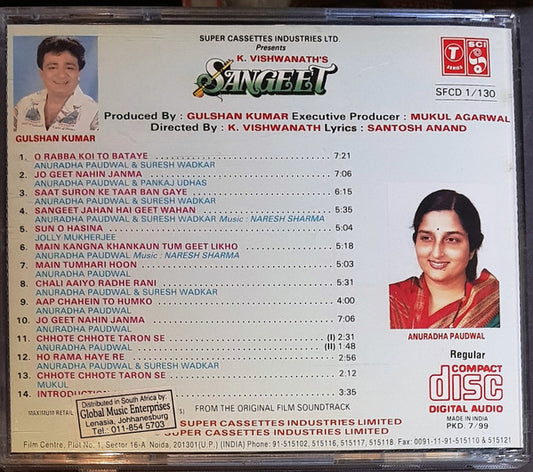 SUPER CASSETTES INDUSTRIES LTD.
Presents
K. VISHWANATH'S
SANGEET
T
SERIES
SCI
SFCD 1/130
Produced By : GULSHAN KUMAR Executive Producer : MUKUL AGARWAL
Directed By : K. VISHWANATH Lyrics : SANTOSH ANAND
GULSHAN KUMAR
1. O RABBA KOI TO BATAYE 7:21
ANURADHA PAUDWAL & SURESH WADKAR
2. JO GEET NAHIN JANMA 7:06
ANURADHA PAUDWAL & PANKAJ UDHAS
3. SAAT SURON KE TAAR BAN GAYE 6:15
ANURADHA PAUDWAL & SURESH WADKAR
4. SANGEET JAHAN HAI GEET WAHAN 5:35
ANURADHA PAUDWAL & SURESH WADKAR Music : NARESH SHARMA
5. SUN O HASINA 5:04
JOLLY MUKHERJEE
6. MAIN KANGNA KHANKAUN TUM GEET LIKHO 5:18
ANURADHA PAUDWAL Music : NARESH SHARMA
7. MAIN TUMHARI HOON 5:03
ANURADHA PAUDWAL
8. CHALI AAIYO RADHE RANI 5:31
ANURADHA PAUDWAL & SURESH WADKAR
9. AAP CHAHEIN TO HUMKO 4:00
ANURADHA PAUDWAL
10. JO GEET NAHIN JANMA 7:06
ANURADHA PAUDWAL
11. CHHOTE CHHOTE TARON SE (I) 2:31
ANURADHA PAUDWAL (II) 1:48
12. HO RAMA HAYE RE 2:56
ANURADHA PAUDWAL & SURESH WADKAR
13. CHHOTE CHHOTE TARON SE 2:12
MUKUL
14. INTRODUCTION 3:35
ANURADHA PAUDWAL
Regular
COMPACT
disc
DIGITAL AUDIO
MADE IN INDIA
PKD. 7/99
Distributed in South Africa by:
Global Music Enterprises
Lenasia, Johhanesburg
Tel: 011-854 5703
MAXIMUM RETAIL
FROM THE ORIGINAL FILM SOUNDTRACK
SUPER CASSETTES INDUSTRIES LIMITED
SUPER CASSETTES INDUSTRIES LIMITED
Film Centre, Plot No. 1, Sector 16-A Noida, 201301(U.P.) (INDIA) Phone: 91-515102, 515116, 515117, 515118 Fax: 0091-11-91-515110 & 515121